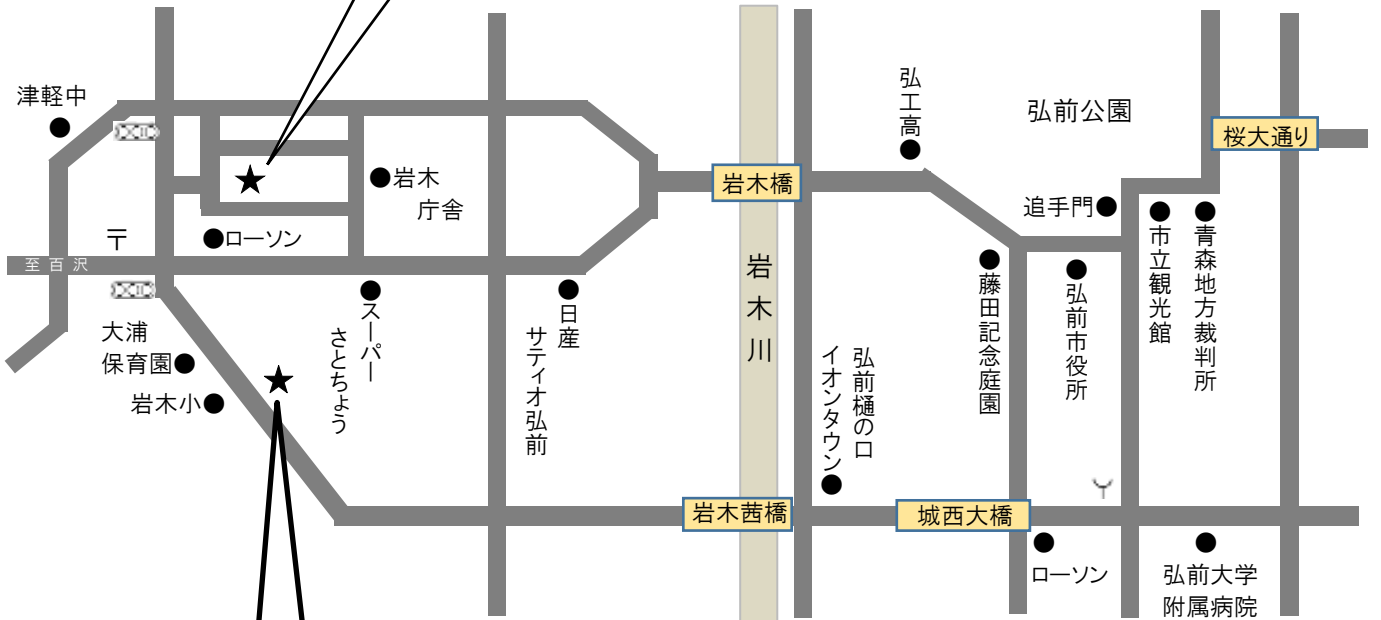 津軽中
弘工高
弘前公園
桜大通り
岩木橋
岩木
庁舎
追手門
〒
ローソン
至百沢
岩木川
市立観光館
青森地方裁判所
藤田記念庭園
弘前市役所
大浦
保育園
岩木小
スーパー
さとちょう
日産
サティオ弘前
弘前樋の口
イオンタウン
岩木茜橋
城西大橋
ローソン
弘前大学
附属病院